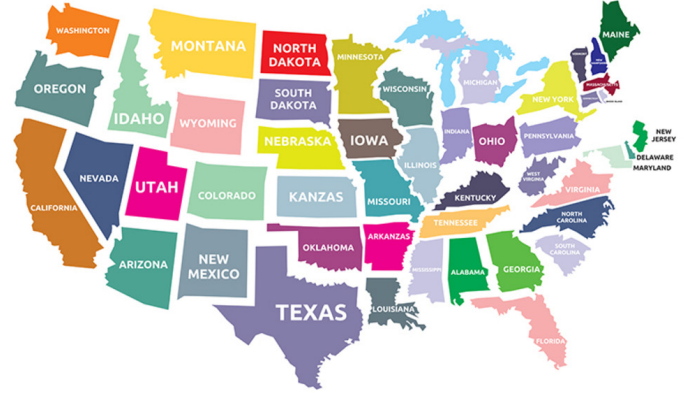 WASHINGTON
MONTANA
NORTH
DAKOTA
MINNESOTA
MAINE
OREGON
IDAHO
WYOMING
SOUTH
DAKOTA
WISCONSIN
MICHIGAN
NEW YORK
VERMONT
MASSACHUSETTS
NEBRASKA
IOWA
ILLINOIS
INDIANA
OHIO
PENNSYLVANIA
NEW
JERSEY
DELAWARE
MARYLAND
NEVADA
UTAH
COLORADO
KANZAS
MISSOURI
KENTUCKY
WEST
VIRGINIA
VIRGINIA
CALIFORNIA
ARIZONA
NEW
MEXICO
OKLAHOMA
ARKANSAS
TENNESSEE
NORTH
CAROLINA
SOUTH
CAROLINA
TEXAS
LOUISIANA
MISSISSIPPI
ALABAMA
GEORGIA
FLORIDA